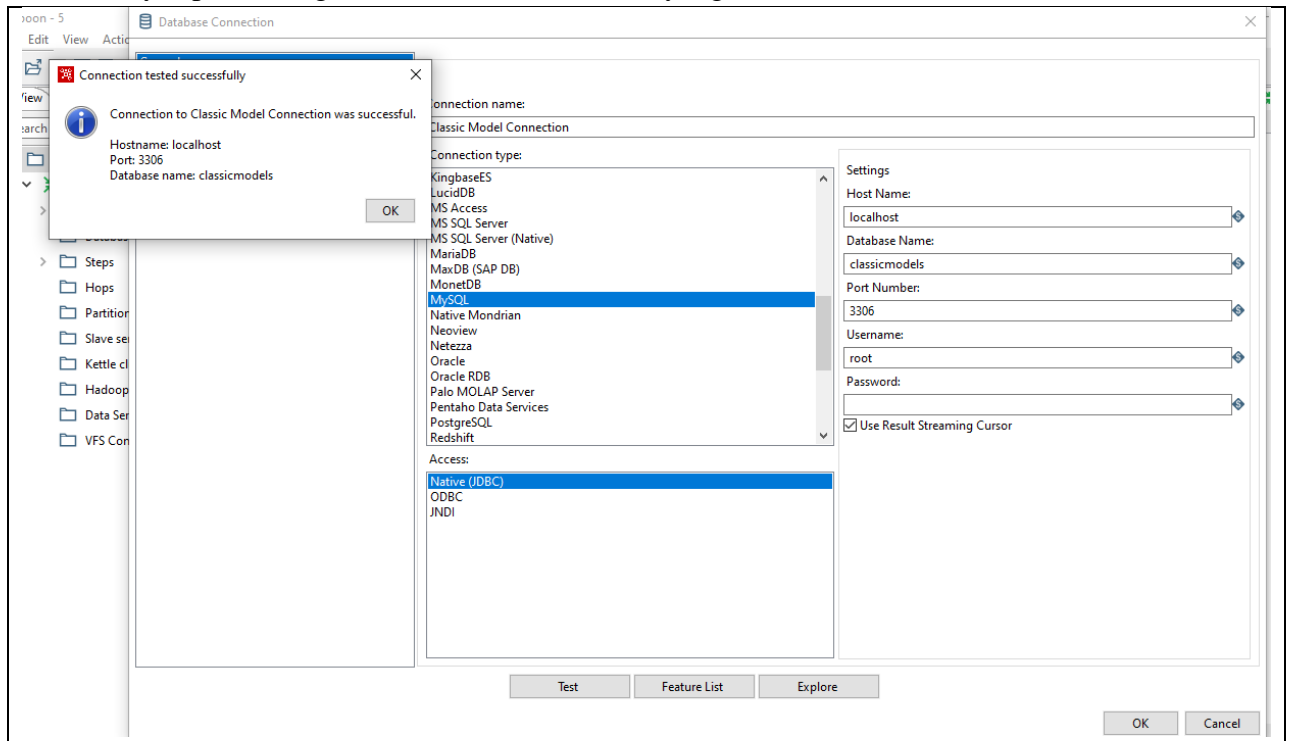 Database Connection
Edit View
Connection tested successfully
Connection to Classic Model Connection was successful.
Hostname: localhost
Port: 3306
Database name: classicmodels
OK
Steps
Hops
Connection name:
Classic Model Connection
Connection type:
KingbaseES
LucidDB
MS Access
MS SQL Server
MS SQL Server (Native)
MariaDB
MaxDB (SAP DB)
MonetDB
MySQL
Native Mondrian
Neoview
Netezza
Oracle
Oracle RDB
Palo MOLAP Server
Pentaho Data Services
PostgreSQL
Redshift
Access:
Native (JDBC)
ODBC
JNDI
Settings
Host Name:
localhost
Database Name:
classicmodels
Port Number:
3306
Username:
root
Password:
Use Result Streaming Cursor
Test Feature List Explore
OK Cancel